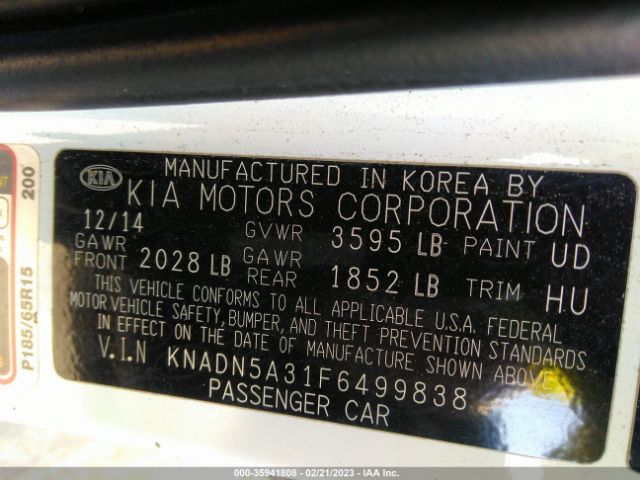 MANUFACTURED IN KOREA BY
KIA KIA MOTORS CORPORATION
12/14 GVWR 3595 LB PAINT UD
GAWR FRONT 2028 LB GAWR REAR 1852 LB TRIM HU
THIS VEHICLE CONFORMS TO ALL APPLICABLE U.S.A. FEDERAL
MOTOR VEHICLE SAFETY, BUMPER, AND THEFT PREVENTION STANDARDS
IN EFFECT ON THE DATE OF MANUFACTURE SHOWN ABOVE.
V.I.N KNADN5A31F6499838
PASSENGER CAR
P185/65R15
200
000-35941808 - 02/21/2023 - IAA Inc.